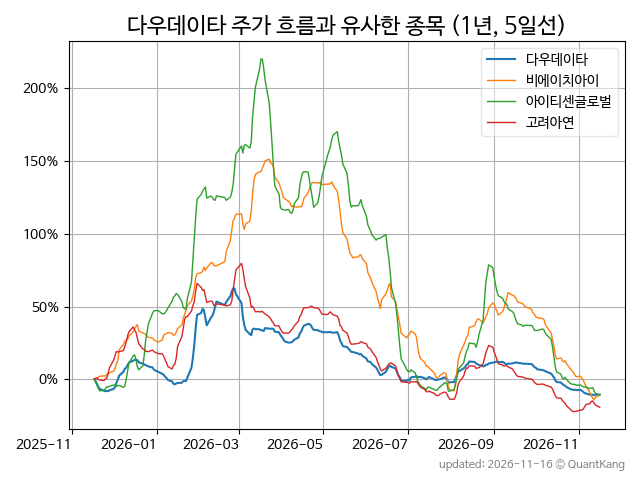 다우데이타 주가 흐름과 유사한 종목 (1년, 5일선)
다우데이타
비에이치아이
아이티센글로벌
고려아연
200%
150%
100%
50%
0%
2025-11
2026-01
2026-03
2026-05
2026-07
2026-09
2026-11
updated: 2026-11-16 © QuantKang